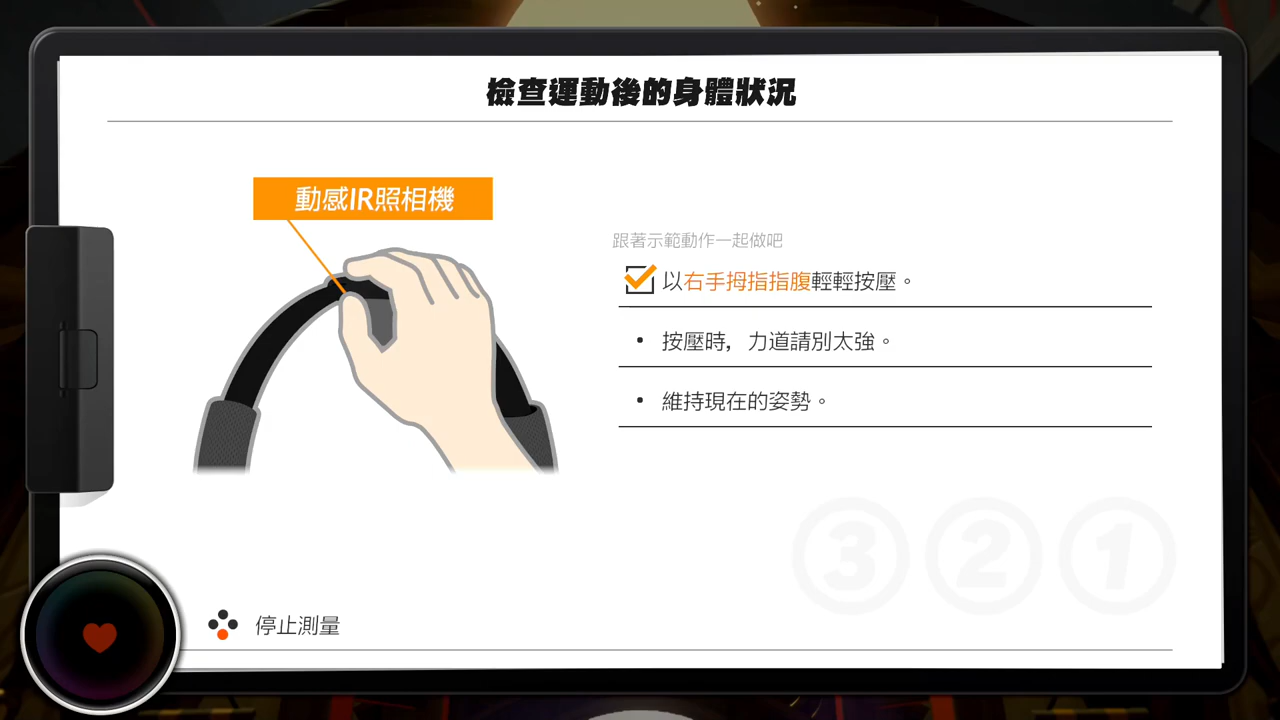 檢查運動後的身體狀況
動感IR照相機
跟著示範動作一起做吧
以右手拇指指腹輕輕按壓。
按壓時，力道請別太強。
維持現在的姿勢。
3 2 1
停止測量